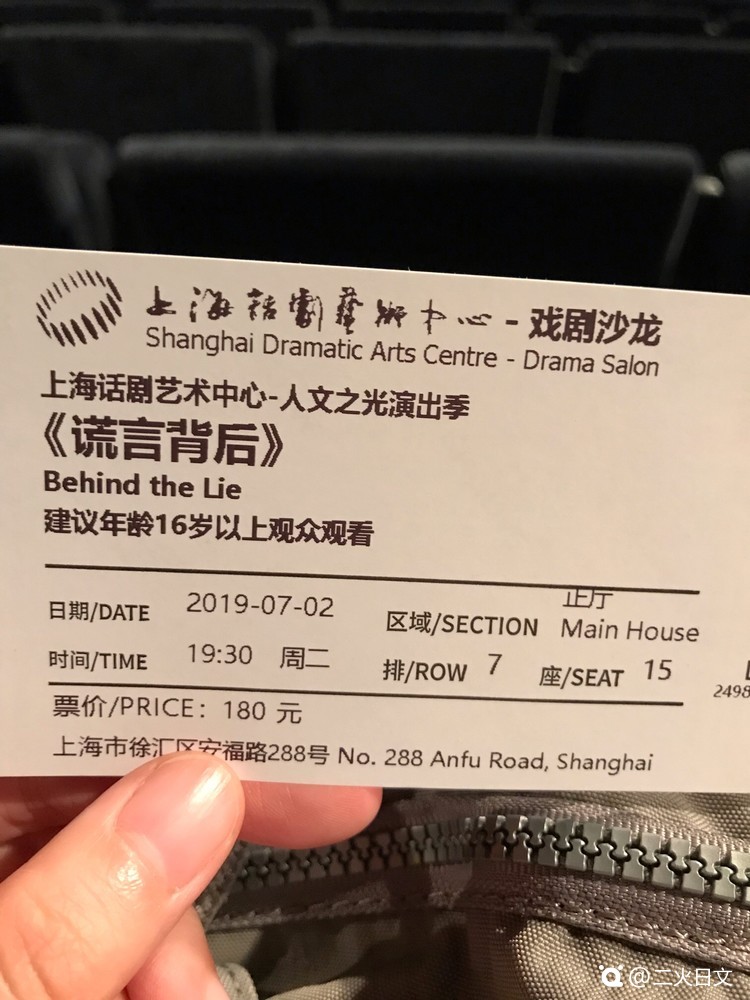 上海話劇藝術中心 - 戏剧沙龙
Shanghai Dramatic Arts Centre - Drama Salon
上海话剧艺术中心-人文之光演出季
《谎言背后》
Behind the Lie
建议年龄16岁以上观众观看
日期/DATE 2019-07-02 区域/SECTION 正厅 Main House
时间/TIME 19:30 周二 排/ROW 7 座/SEAT 15
2498
票价/PRICE: 180 元
上海市徐汇区安福路288号 No. 288 Anfu Road, Shanghai
@二火日文